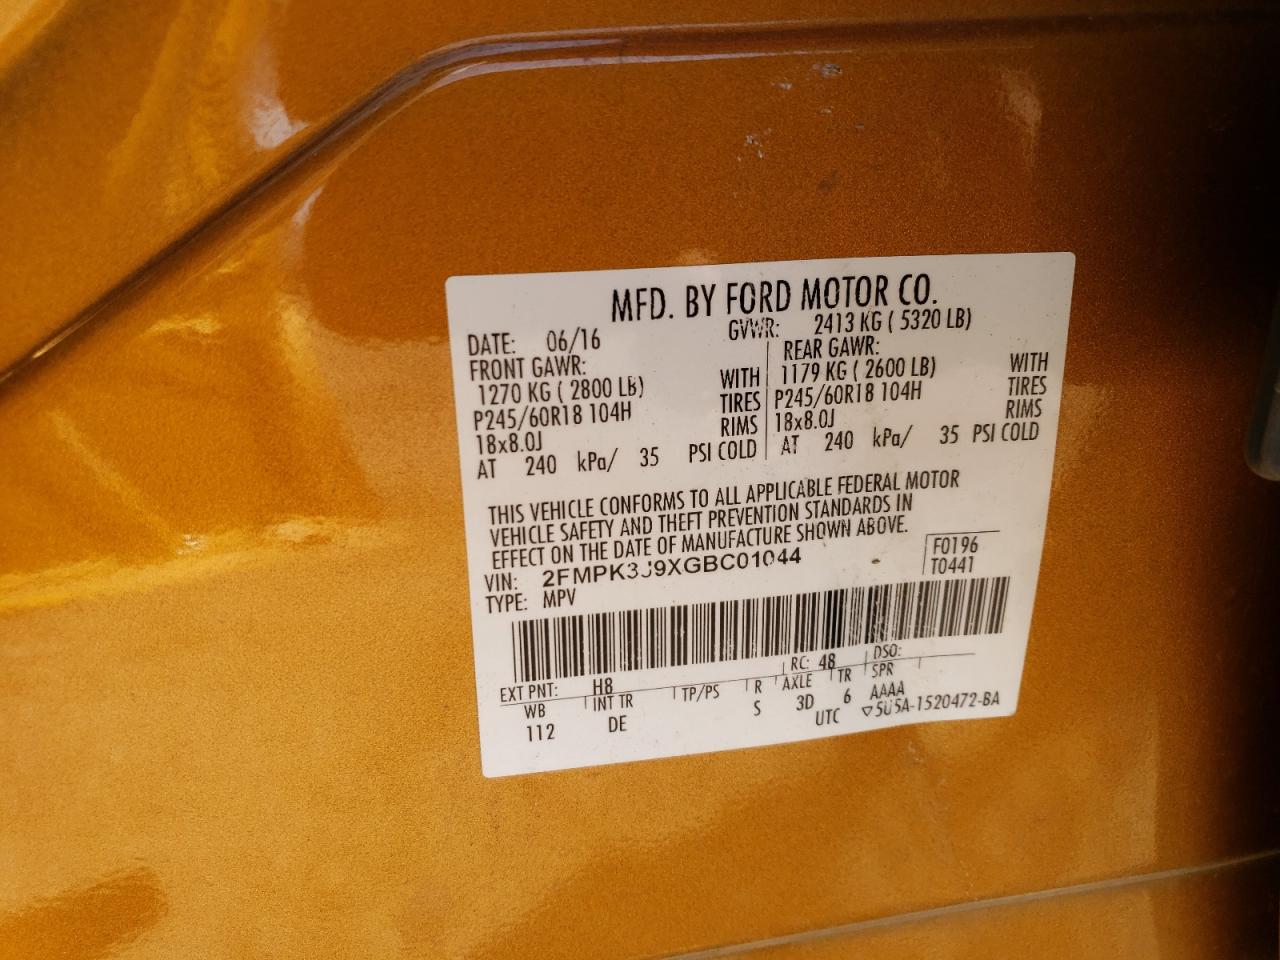 MFD. BY FORD MOTOR CO.
DATE: 06/16 GVWR: 2413 KG ( 5320 LB)
FRONT GAWR: REAR GAWR:
1270 KG ( 2800 LB) WITH 1179 KG ( 2600 LB) WITH
P245/60R18 104H TIRES P245/60R18 104H TIRES
18x8.0J RIMS 18x8.0J RIMS
AT 240 kPa/ 35 PSI COLD AT 240 kPa/ 35 PSI COLD
THIS VEHICLE CONFORMS TO ALL APPLICABLE FEDERAL MOTOR
VEHICLE SAFETY AND THEFT PREVENTION STANDARDS IN
EFFECT ON THE DATE OF MANUFACTURE SHOWN ABOVE.
VIN: 2FMPK3J9XGBC01044 F0196
TYPE: MPV T0441
EXT PNT: H8 RC: 48 DSO:
WB INT TR TP/PS R AXLE TR SPR
112 DE S 3D 6 AAAA
UTC ▽5U5A-1520472-BA